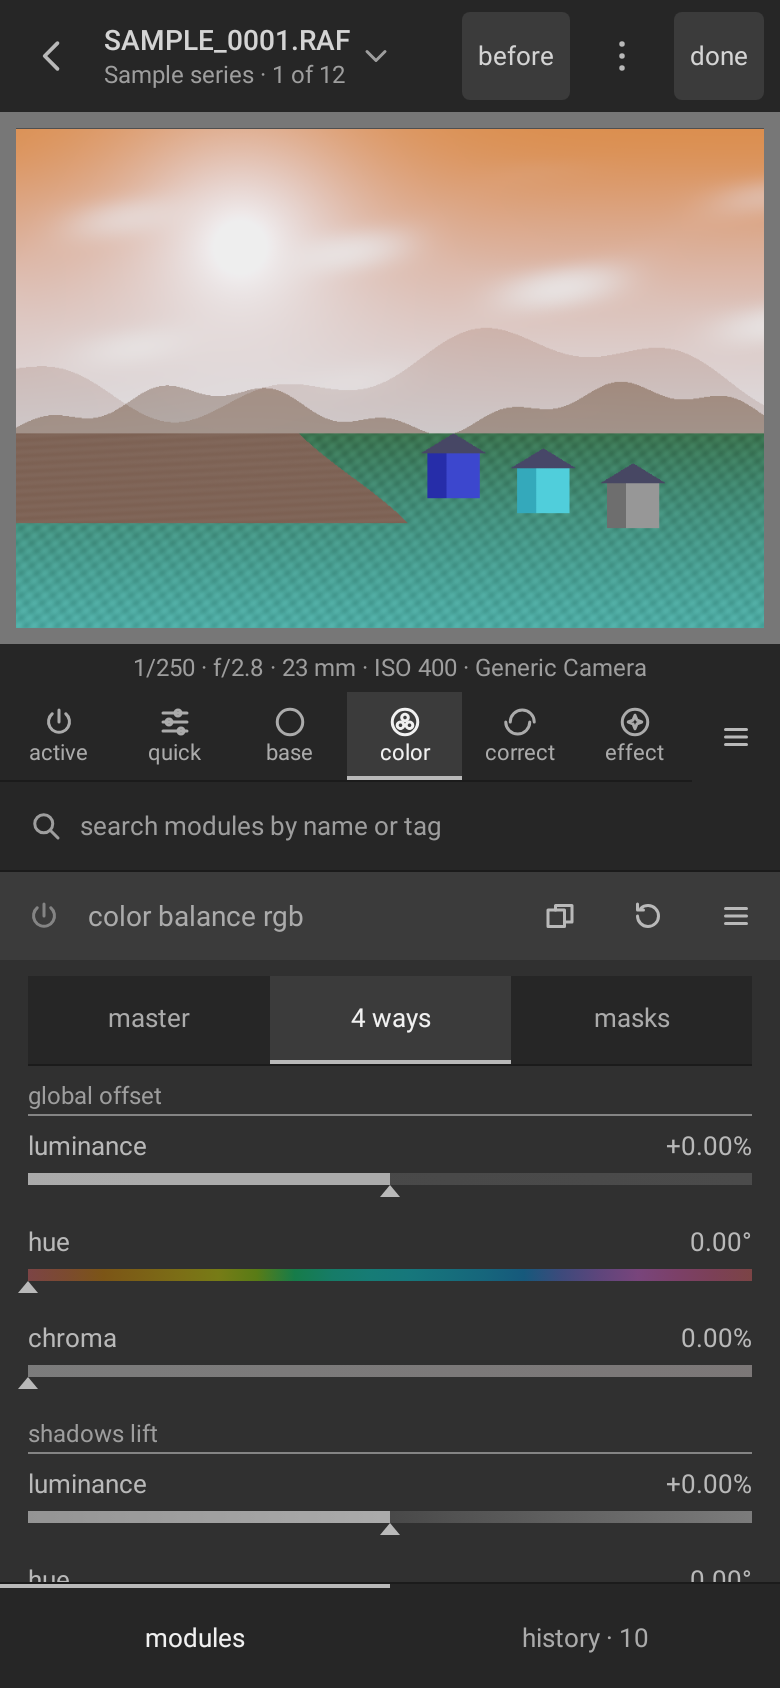 SAMPLE_0001.RAF
Sample series · 1 of 12
before
done
1/250 · f/2.8 · 23 mm · ISO 400 · Generic Camera
active
quick
base
color
correct
effect
search modules by name or tag
color balance rgb
master
4 ways
masks
global offset
luminance +0.00%
hue 0.00°
chroma 0.00%
shadows lift
luminance +0.00%
hue 0.00°
modules
history · 10